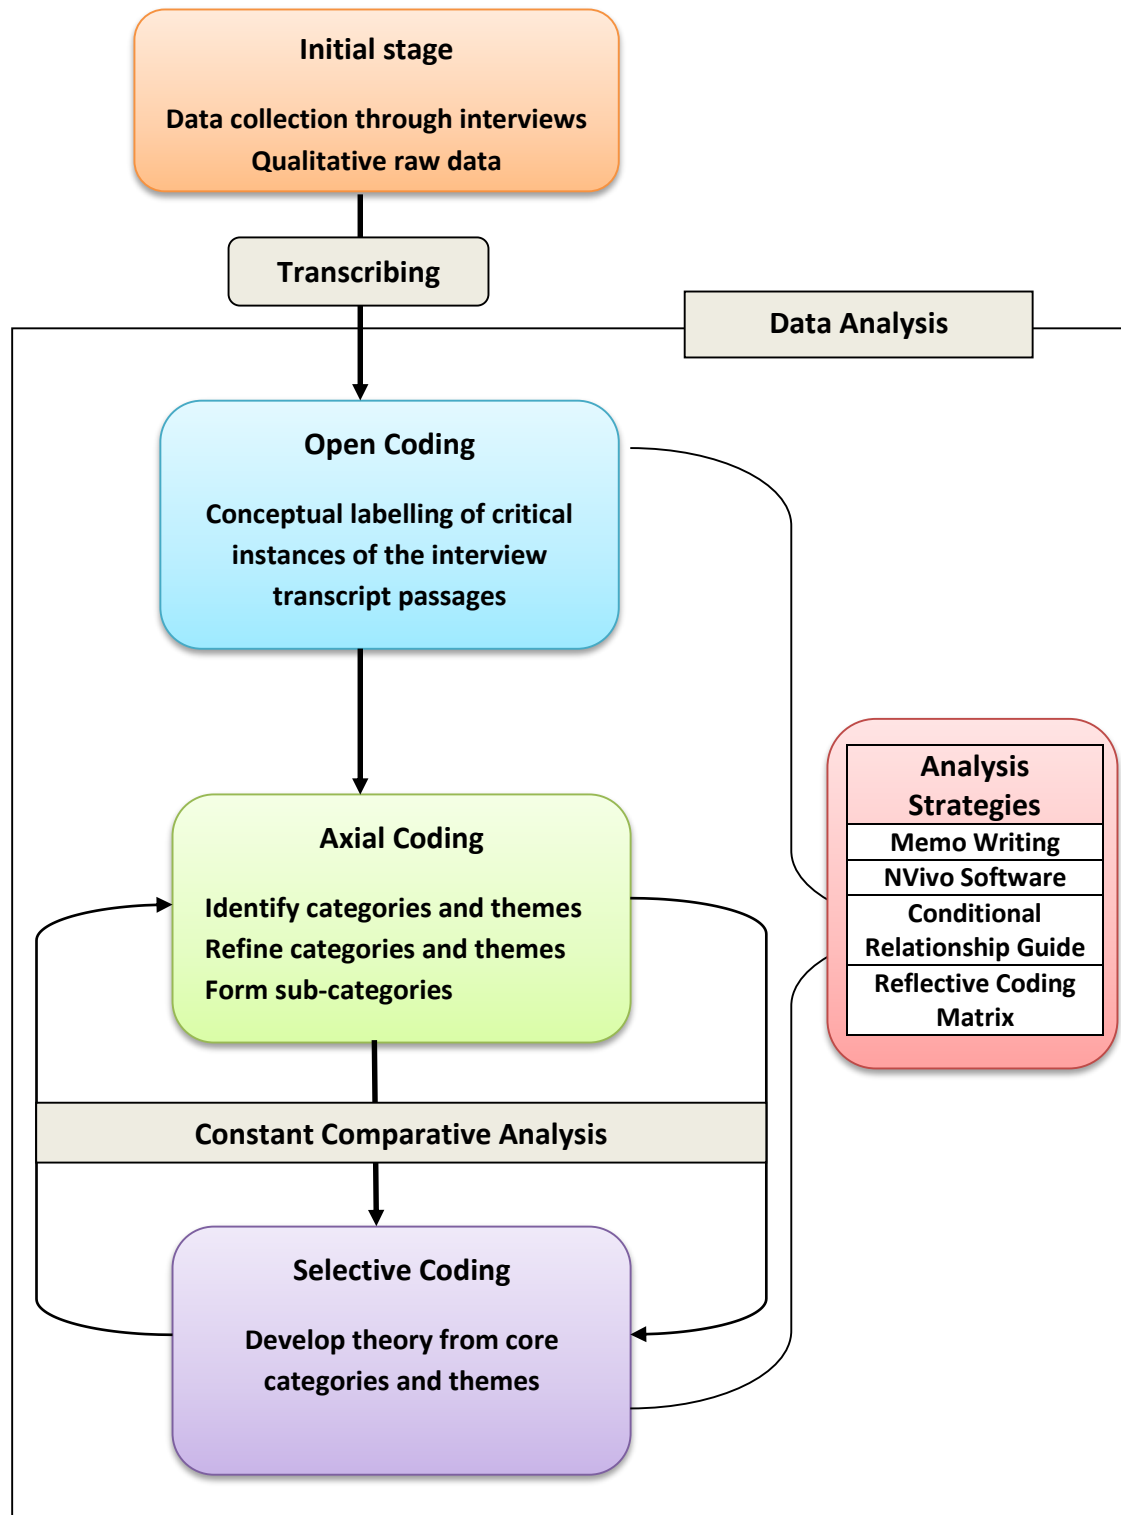 Initial stage
Data collection through interviews
Qualitative raw data
Transcribing
Data Analysis
Open Coding
Conceptual labelling of critical
instances of the interview
transcript passages
Analysis
Strategies
Memo Writing
NVivo Software
Conditional
Relationship Guide
Reflective Coding
Matrix
Axial Coding
Identify categories and themes
Refine categories and themes
Form sub-categories
Constant Comparative Analysis
Selective Coding
Develop theory from core
categories and themes